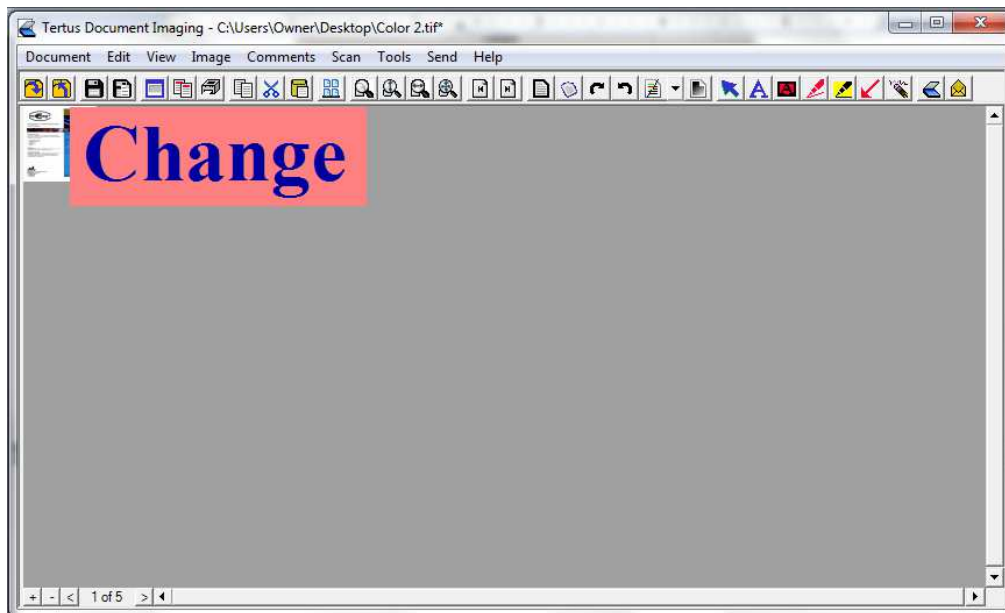 Tertus Document Imaging - C:\Users\Owner\Desktop\Color 2.tif*
Document Edit View Image Comments Scan Tools Send Help
Change
+ - < 1 of 5 >